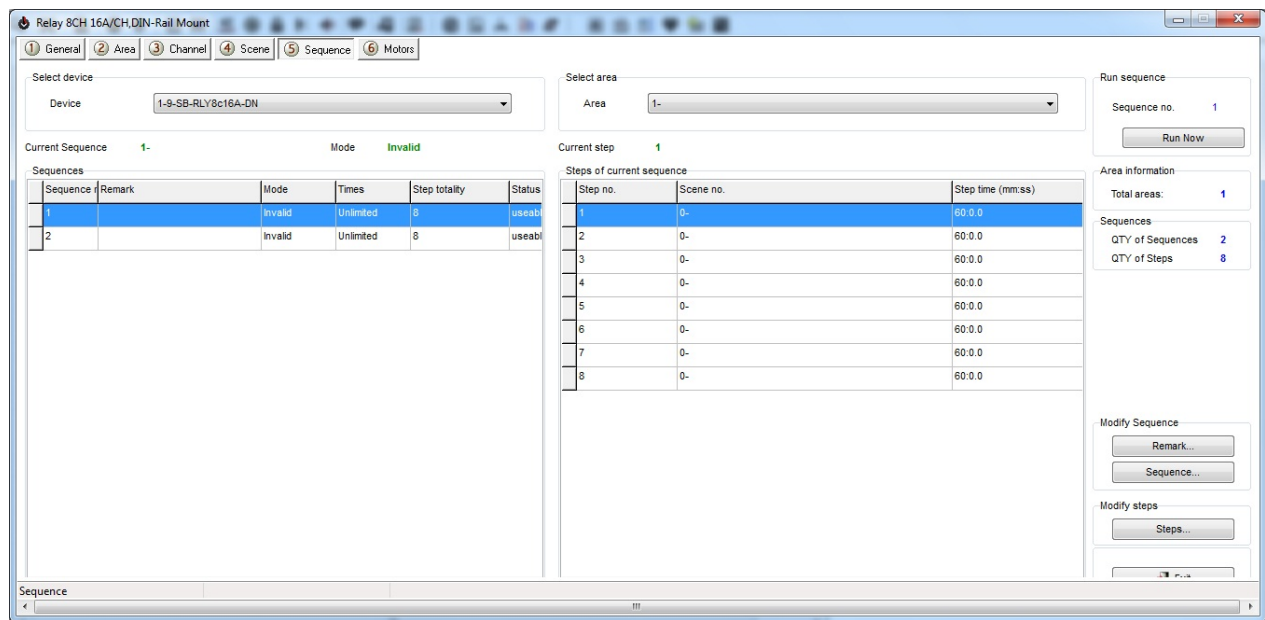 Relay 8CH 16A/CH,DIN-Rail Mount
1 General 2 Area 3 Channel 4 Scene 5 Sequence 6 Motors
Select device
Device 1-9-SB-RLY8c16A-DN
Select area
Area 1-
Run sequence
Sequence no. 1
Run Now
Current Sequence 1- Mode Invalid
Current step 1
Sequences
Sequence r Remark Mode Times Step totality Status
1 Invalid Unlimited 8 useabl
2 Invalid Unlimited 8 useabl
Steps of current sequence
Step no. Scene no. Step time (mm:ss)
1 0- 60:0.0
2 0- 60:0.0
3 0- 60:0.0
4 0- 60:0.0
5 0- 60:0.0
6 0- 60:0.0
7 0- 60:0.0
8 0- 60:0.0
Area information
Total areas: 1
Sequences
QTY of Sequences 2
QTY of Steps 8
Modify Sequence
Remark...
Sequence...
Modify steps
Steps...
Sequence